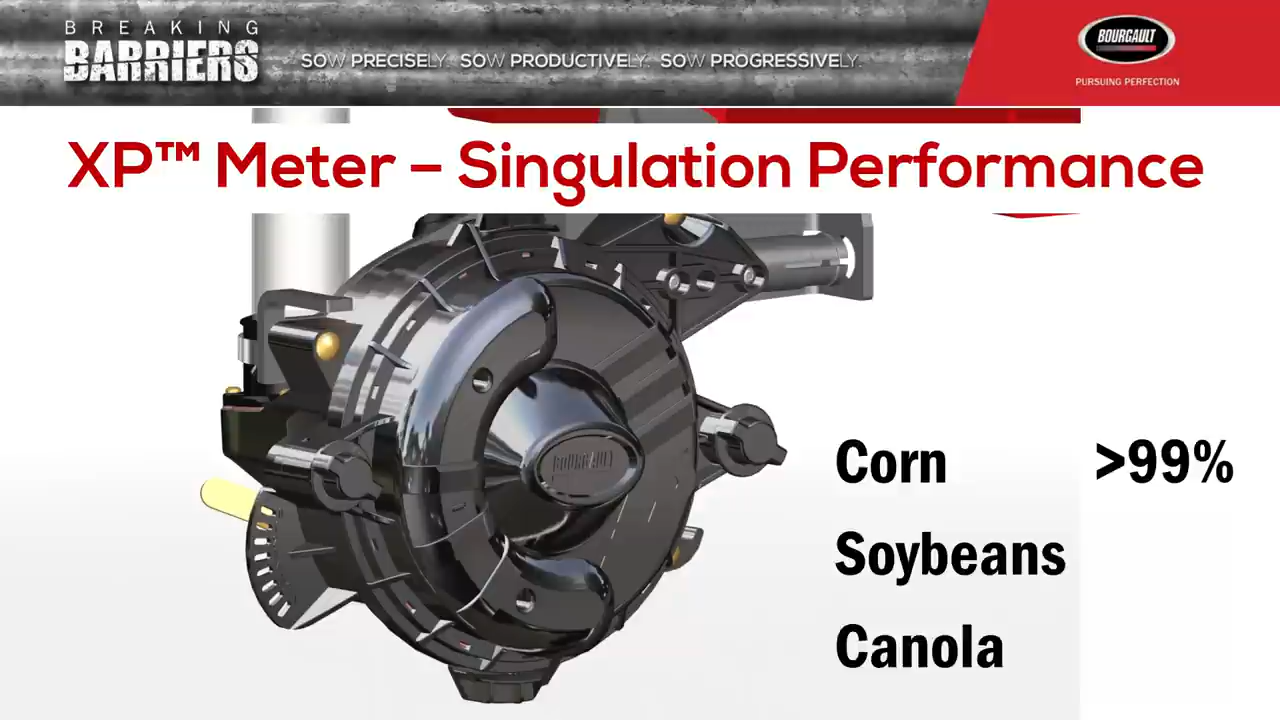 BREAKING
BARRIERS
SOW PRECISELY. SOW PRODUCTIVELY. SOW PROGRESSIVELY.
BOURGAULT
PURSUING PERFECTION
XP™ Meter – Singulation Performance
BOURGAULT
Corn >99%
Soybeans
Canola